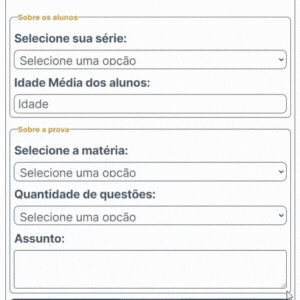 Sobre os alunos
Selecione sua série:
Selecione uma opção
Idade Média dos alunos:
Idade
Sobre a prova
Selecione a matéria:
Selecione uma opção
Quantidade de questões:
Selecione uma opção
Assunto: